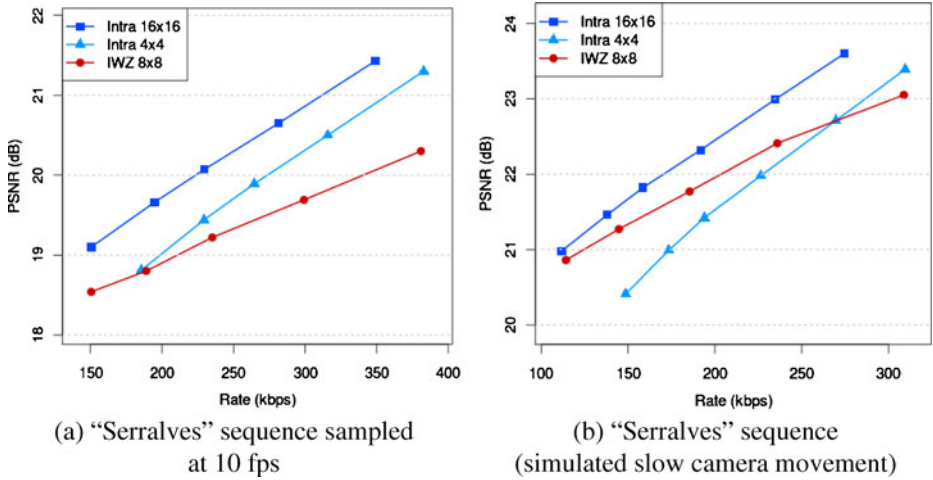 Intra 16x16
Intra 4x4
IWZ 8x8
PSNR (dB)
22
21
20
19
18
150 200 250 300 350 400
Rate (kbps)
(a) “Serralves” sequence sampled
at 10 fps
Intra 16x16
Intra 4x4
IWZ 8x8
PSNR (dB)
24
23
22
21
20
100 150 200 250 300
Rate (kbps)
(b) “Serralves” sequence
(simulated slow camera movement)